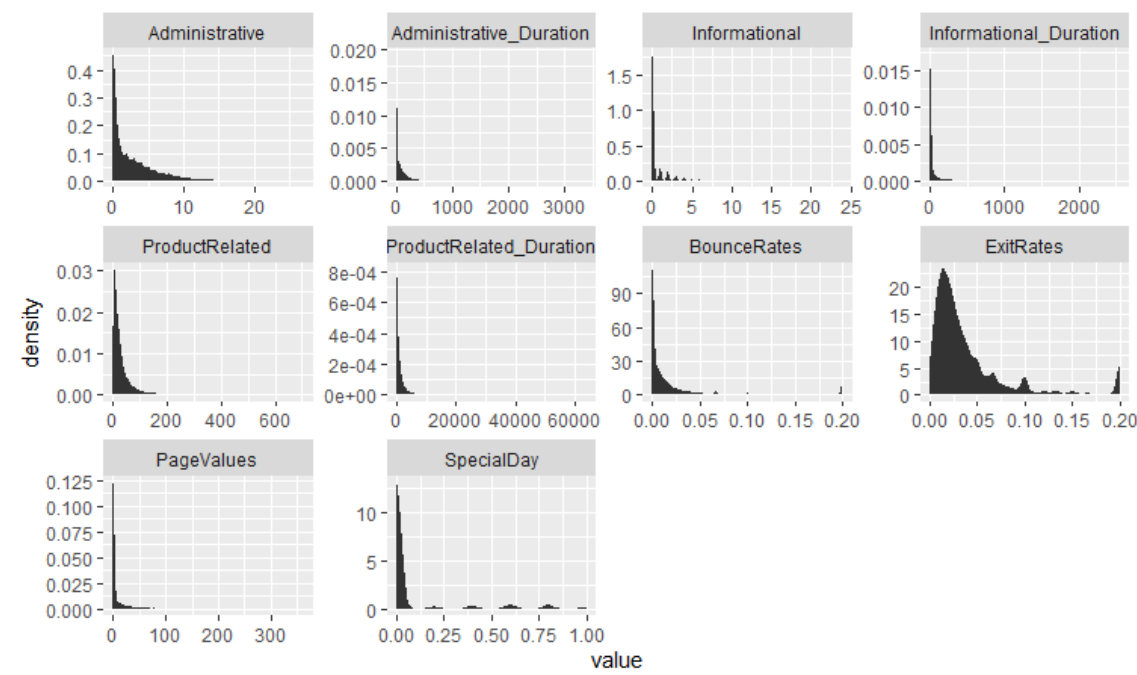 Administrative Administrative_Duration Informational Informational_Duration
0.4 0.020 1.5 0.015
0.3 0.015 1.0 0.010
0.2 0.010 0.5 0.005
0.1 0.005 0.0 0.000
0.0 0.000
0 10 20 0 1000 2000 3000 0 5 10 15 20 25 0 1000 2000
ProductRelated ProductRelated_Duration BounceRates ExitRates
0.03 8e-04 90 20
0.02 6e-04 60 15
0.01 4e-04 30 10
0.00 2e-04 0 5
0e+00 0
0 200 400 600 0 20000 40000 60000 0.00 0.05 0.10 0.15 0.20 0.00 0.05 0.10 0.15 0.20
density
PageValues SpecialDay
0.125 10
0.100 5
0.075 0
0.050
0.025
0.000
0 100 200 300 0.00 0.25 0.50 0.75 1.00
value